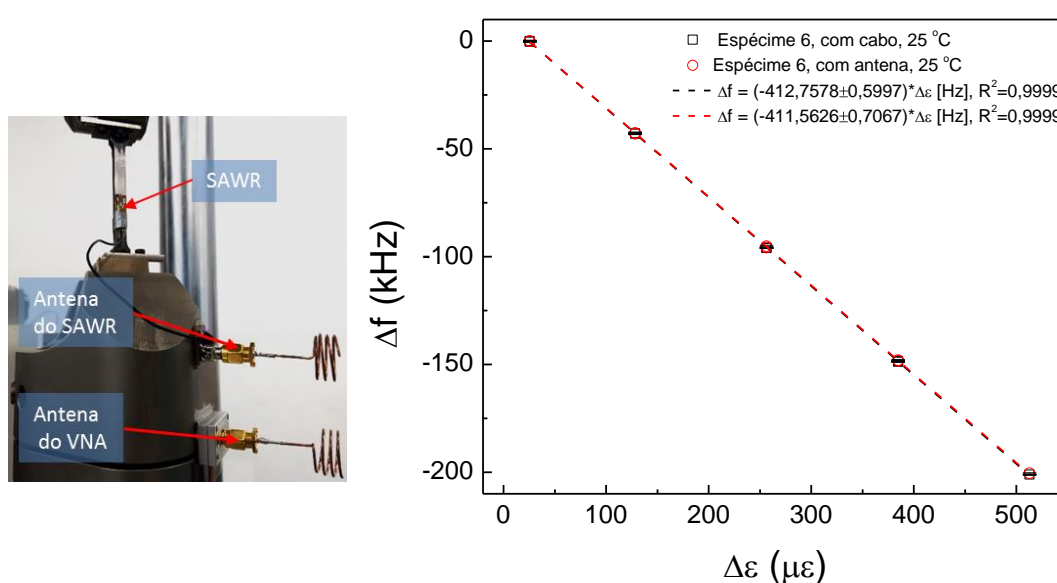 SAWR
Antena
do SAWR
Antena
do VNA
0
-50
-100
-150
-200
Δf (kHz)
Espécime 6, com cabo, 25 °C
Espécime 6, com antena, 25 °C
Δf = (-412,7578±0,5997)*Δε [Hz], R²=0,9999
Δf = (-411,5626±0,7067)*Δε [Hz], R²=0,9999
0 100 200 300 400 500
Δε (με)